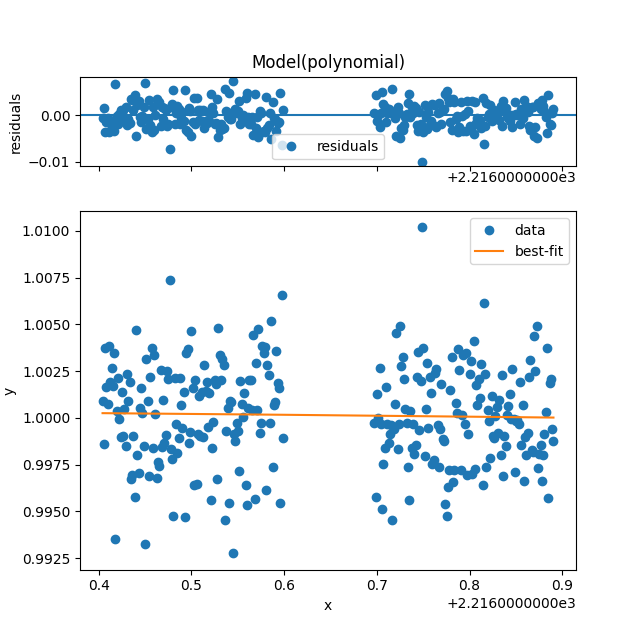 Model(polynomial)
residuals
0.00
−0.01
residuals
+2.2160000000e3
y
1.0100
1.0075
1.0050
1.0025
1.0000
0.9975
0.9950
0.9925
data
best-fit
0.4 0.5 0.6 0.7 0.8 0.9
x
+2.2160000000e3